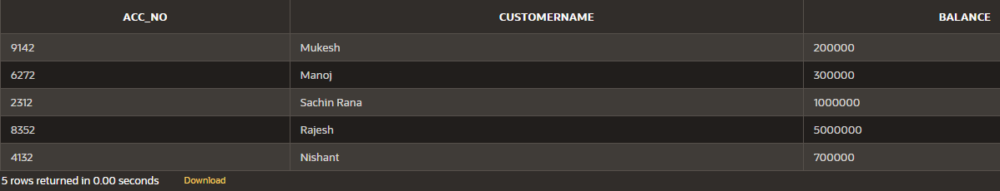 ACC_NO CUSTOMERNAME BALANCE
9142 Mukesh 200000
6272 Manoj 300000
2312 Sachin Rana 1000000
8352 Rajesh 5000000
4132 Nishant 700000
5 rows returned in 0.00 seconds Download